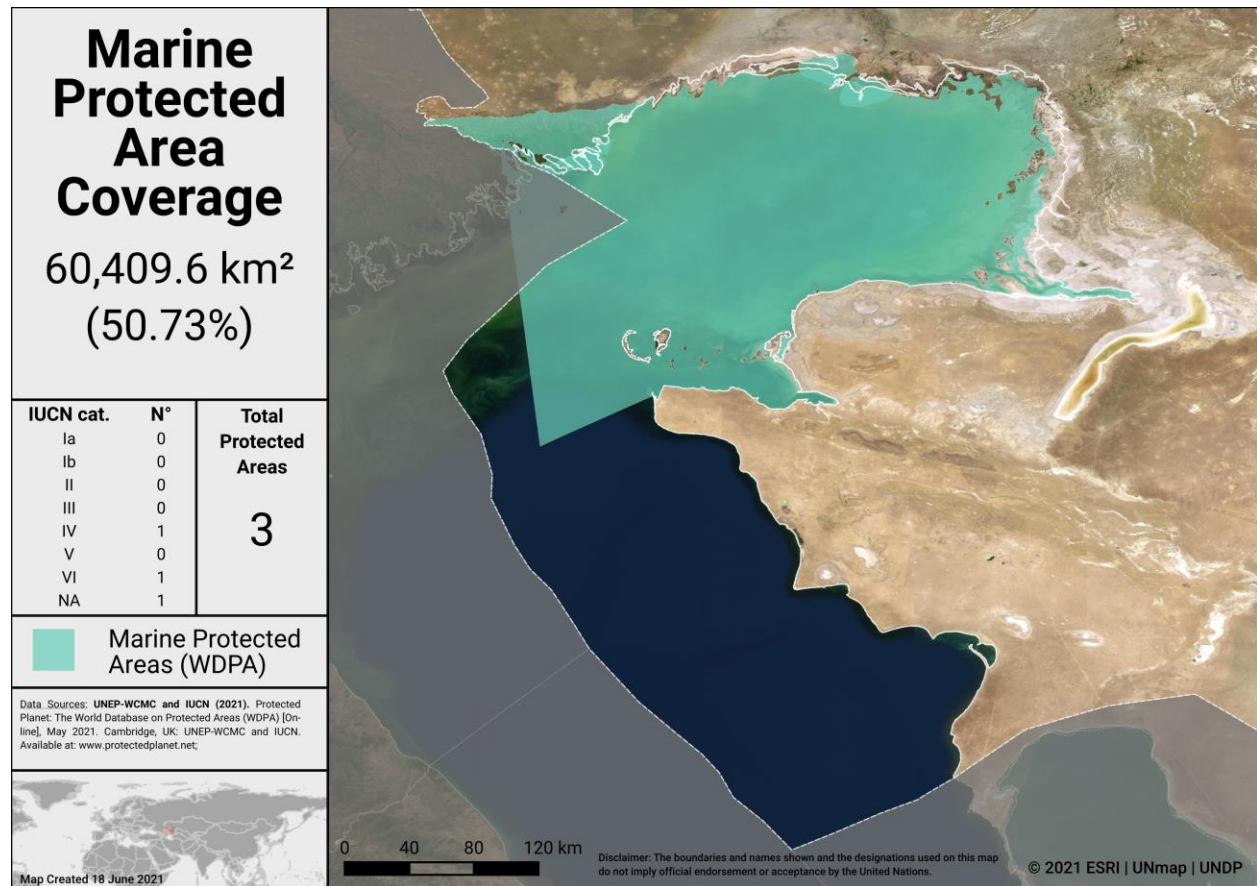 Marine
Protected
Area
Coverage
60,409.6 km²
(50.73%)
IUCN cat. N°
Ia 0
Ib 0
II 0
III 0
IV 1
V 0
VI 1
NA 1
Total
Protected
Areas
3
Marine Protected
Areas (WDPA)
Data Sources: UNEP-WCMC and IUCN (2021). Protected
Planet: The World Database on Protected Areas (WDPA) [On-
line], May 2021. Cambridge, UK: UNEP-WCMC and IUCN.
Available at: www.protectedplanet.net;
Map Created 18 June 2021
0 40 80 120 km
Disclaimer: The boundaries and names shown and the designations used on this map
do not imply official endorsement or acceptance by the United Nations.
© 2021 ESRI | UNmap | UNDP